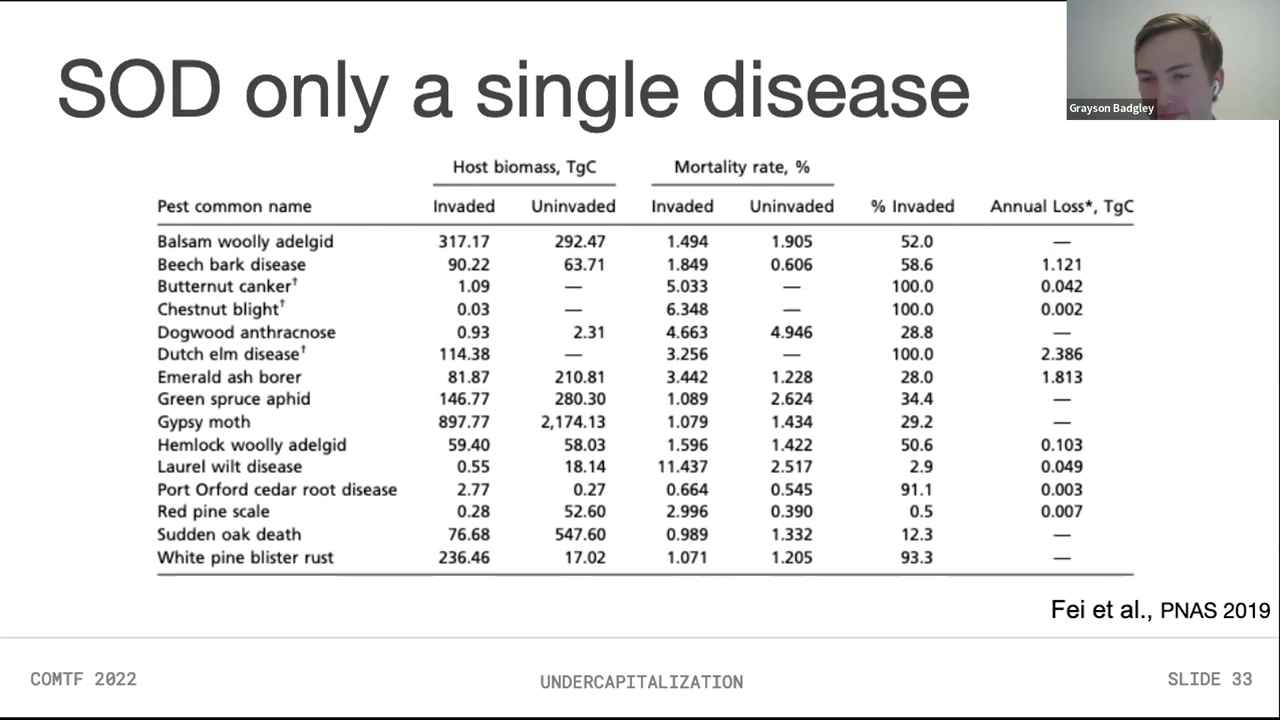 SOD only a single disease
Grayson Badgley
Host biomass, TgC Mortality rate, %
Pest common name Invaded Uninvaded Invaded Uninvaded % Invaded Annual Loss*, TgC
Balsam woolly adelgid 317.17 292.47 1.494 1.905 52.0 —
Beech bark disease 90.22 63.71 1.849 0.606 58.6 1.121
Butternut canker† 1.09 — 5.033 — 100.0 0.042
Chestnut blight† 0.03 — 6.348 — 100.0 0.002
Dogwood anthracnose 0.93 2.31 4.663 4.946 28.8 —
Dutch elm disease† 114.38 — 3.256 — 100.0 2.386
Emerald ash borer 81.87 210.81 3.442 1.228 28.0 1.813
Green spruce aphid 146.77 280.30 1.089 2.624 34.4 —
Gypsy moth 897.77 2,174.13 1.079 1.434 29.2 —
Hemlock woolly adelgid 59.40 58.03 1.596 1.422 50.6 0.103
Laurel wilt disease 0.55 18.14 11.437 2.517 2.9 0.049
Port Orford cedar root disease 2.77 0.27 0.664 0.545 91.1 0.003
Red pine scale 0.28 52.60 2.996 0.390 0.5 0.007
Sudden oak death 76.68 547.60 0.989 1.332 12.3 —
White pine blister rust 236.46 17.02 1.071 1.205 93.3 —
Fei et al., PNAS 2019
COMTF 2022 UNDERCAPITALIZATION SLIDE 33